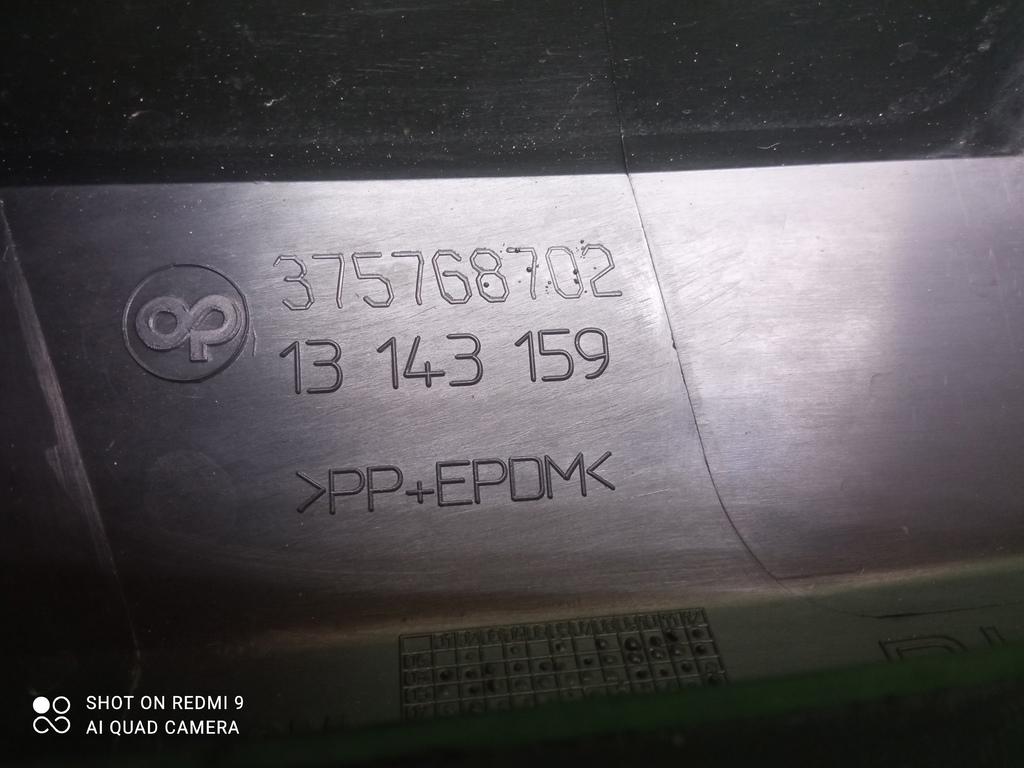 375768702
13 143 159
>PP+EPDM<
SHOT ON REDMI 9
AI QUAD CAMERA